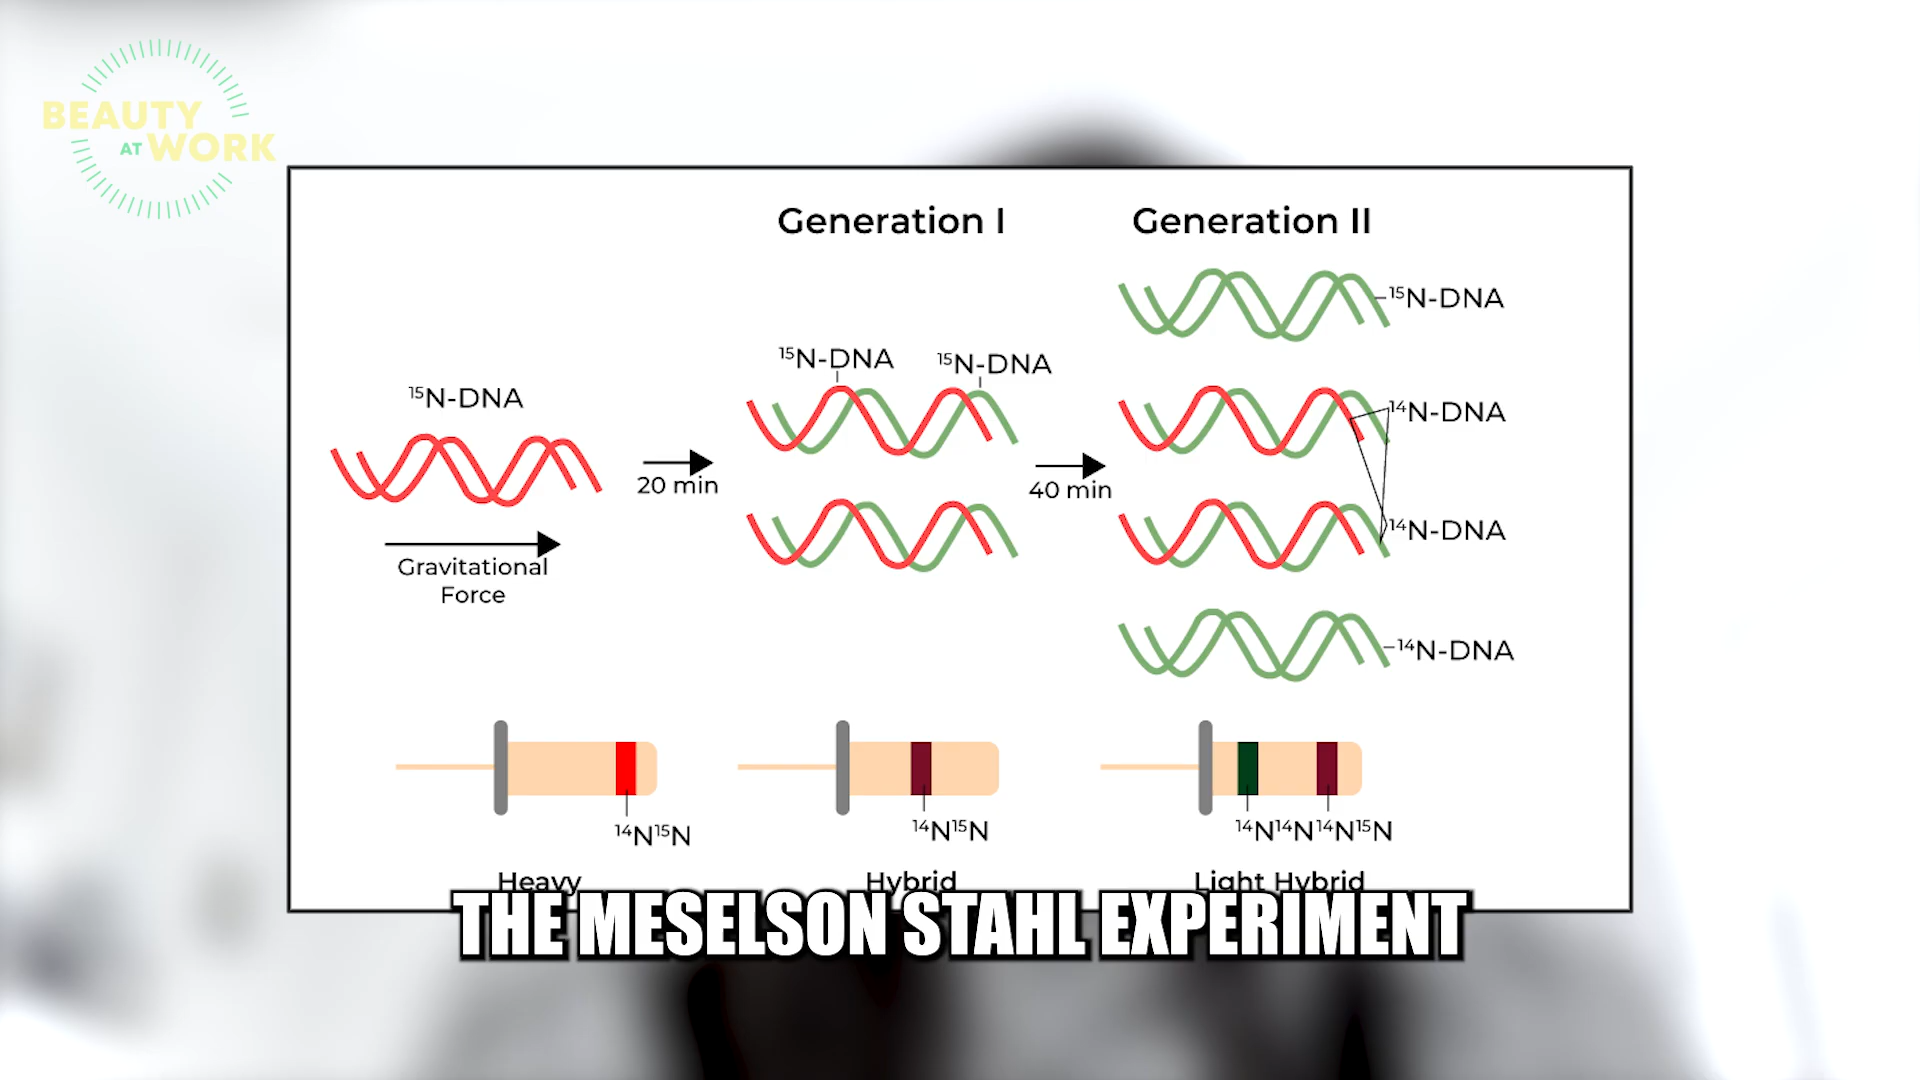 BEAUTY
AT WORK
Generation I
Generation II
¹⁵N-DNA
¹⁵N-DNA
¹⁵N-DNA
¹⁵N-DNA
¹⁴N-DNA
20 min
40 min
¹⁴N-DNA
Gravitational
Force
¹⁴N-DNA
¹⁴N¹⁵N
¹⁴N¹⁵N
¹⁴N¹⁴N¹⁴N¹⁵N
Heavy
Hybrid
Light Hybrid
THE MESELSON STAHL EXPERIMENT